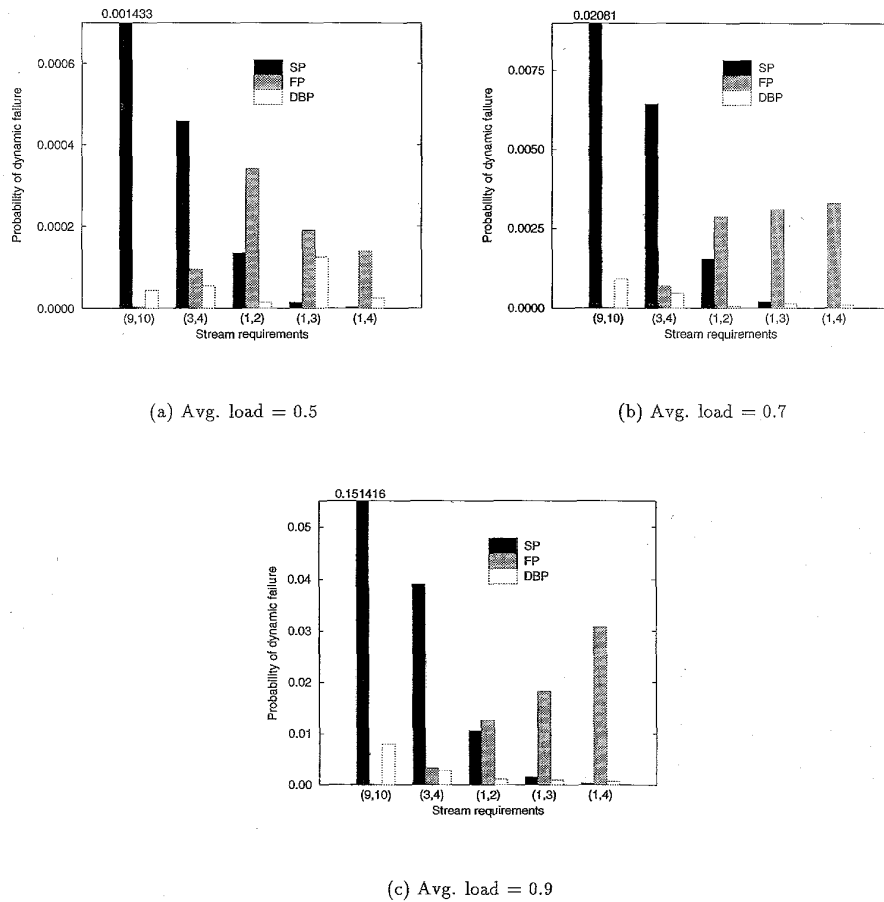 0.001433
0.0006
0.0004
0.0002
0.0000
Probability of dynamic failure
SP
FP
DBP
(9,10) (3,4) (1,2) (1,3) (1,4)
Stream requirements
(a) Avg. load = 0.5
0.02081
0.0075
0.0050
0.0025
0.0000
Probability of dynamic failure
SP
FP
DBP
(9,10) (3,4) (1,2) (1,3) (1,4)
Stream requirements
(b) Avg. load = 0.7
0.151416
0.05
0.04
0.03
0.02
0.01
0.00
Probability of dynamic failure
SP
FP
DBP
(9,10) (3,4) (1,2) (1,3) (1,4)
Stream requirements
(c) Avg. load = 0.9